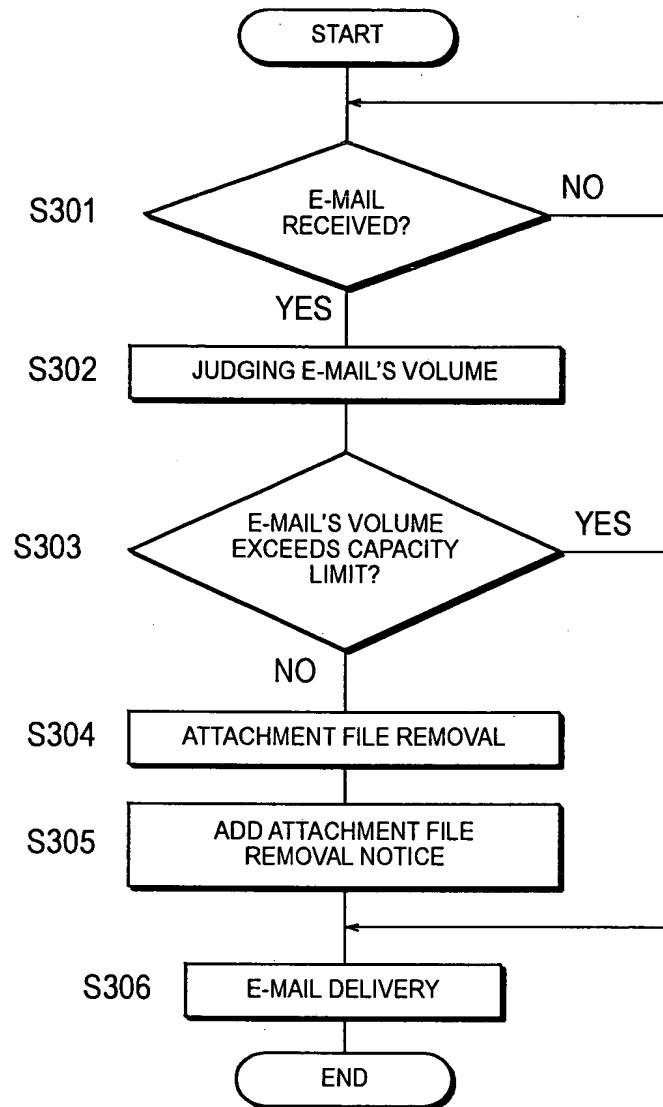 START
S301
E-MAIL
RECEIVED?
NO
YES
S302
JUDGING E-MAIL'S VOLUME
S303
E-MAIL'S VOLUME
EXCEEDS CAPACITY
LIMIT?
YES
NO
S304
ATTACHMENT FILE REMOVAL
S305
ADD ATTACHMENT FILE
REMOVAL NOTICE
S306
E-MAIL DELIVERY
END